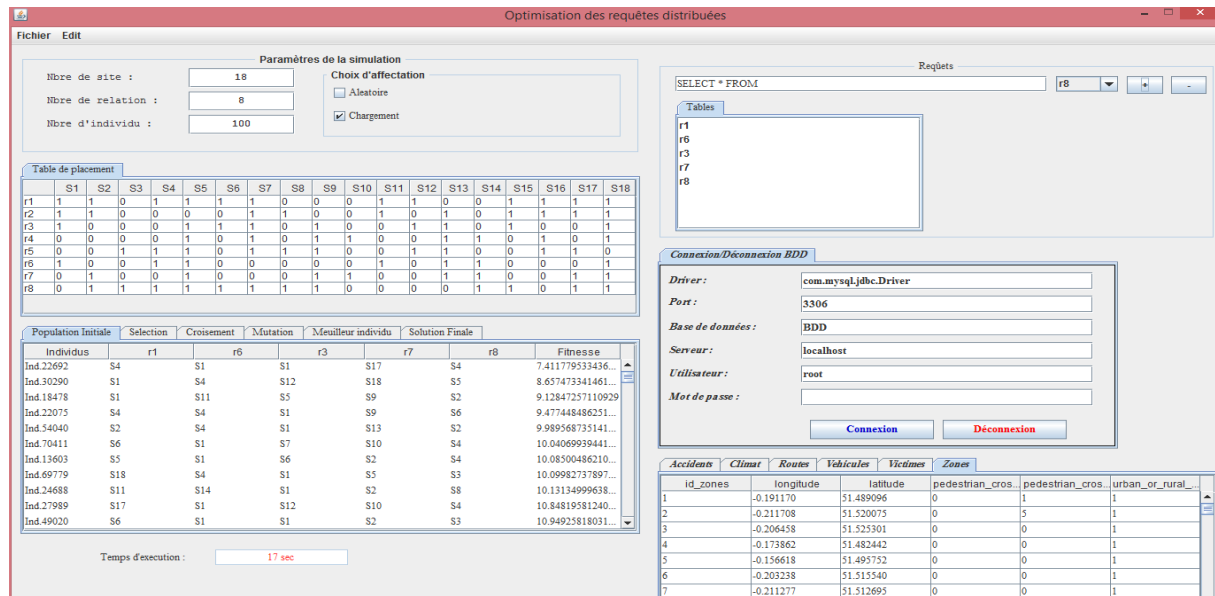 Optimisation des requêtes distribuées
Fichier Edit
Paramètres de la simulation
Nbre de site : 18
Nbre de relation : 8
Nbre d'individu : 100
Choix d'affectation
Aleatoire
Chargement
Table de placement
S1 S2 S3 S4 S5 S6 S7 S8 S9 S10 S11 S12 S13 S14 S15 S16 S17 S18
r1 1 1 0 1 1 1 1 0 0 0 1 1 0 0 1 1 1 1
r2 1 1 0 0 0 0 1 1 0 0 1 0 1 0 1 1 1 1
r3 1 0 0 0 1 1 1 0 0 0 1 1 0 1 0 0 1
r4 0 0 0 0 1 0 1 0 1 1 0 0 1 1 0 1 0 1
r5 0 0 1 1 1 0 1 1 1 0 1 1 0 0 1 1 0
r6 1 0 0 1 1 0 0 0 0 0 1 0 1 1 0 0 0 1
r7 0 1 0 0 1 0 0 0 1 1 0 0 1 1 0 0 1 1
r8 0 1 1 1 1 1 1 1 1 0 0 0 0 1 1 0 1 1
Population Initiale Selection Croisement Mutation Meuilleur individu Solution Finale
Individus r1 r6 r3 r7 r8 Fitnesse
Ind.22692 S4 S1 S1 S17 S4 7.411779533436...
Ind.30290 S1 S4 S12 S18 S5 8.657473341461...
Ind.18478 S1 S11 S5 S9 S2 9.12847257110929
Ind.22075 S4 S4 S1 S9 S6 9.477448486251...
Ind.54040 S2 S4 S1 S13 S2 9.989568735141...
Ind.70411 S6 S1 S7 S10 S4 10.04069939441...
Ind.13603 S5 S1 S6 S2 S4 10.08500486210...
Ind.69779 S18 S4 S1 S5 S3 10.09982737897...
Ind.24688 S11 S14 S1 S2 S8 10.13134999638...
Ind.27989 S17 S1 S12 S10 S4 10.84819581240...
Ind.49020 S6 S1 S1 S2 S3 10.94925818031...
Temps d'execution : 17 sec
Reqûets
SELECT * FROM r8 + -
Tables
r1
r6
r3
r7
r8
Connexion/Déconnexion BDD
Driver : com.mysql.jdbc.Driver
Port : 3306
Base de données : BDD
Serveur : localhost
Utilisateur : root
Mot de passe :
Connexion Déconnexion
Accidents Climat Routes Vehicules Victimes Zones
id_zones longitude latitude pedestrian_cros... pedestrian_cros... urban_or_rural_...
1 -0.191170 51.489096 0 1 1
2 -0.211708 51.520075 0 5 1
3 -0.206458 51.525301 0 0 1
4 -0.173862 51.482442 0 0 1
5 -0.156618 51.495752 0 0 1
6 -0.203238 51.515540 0 0 1
7 -0.211277 51.512695 0 0 1